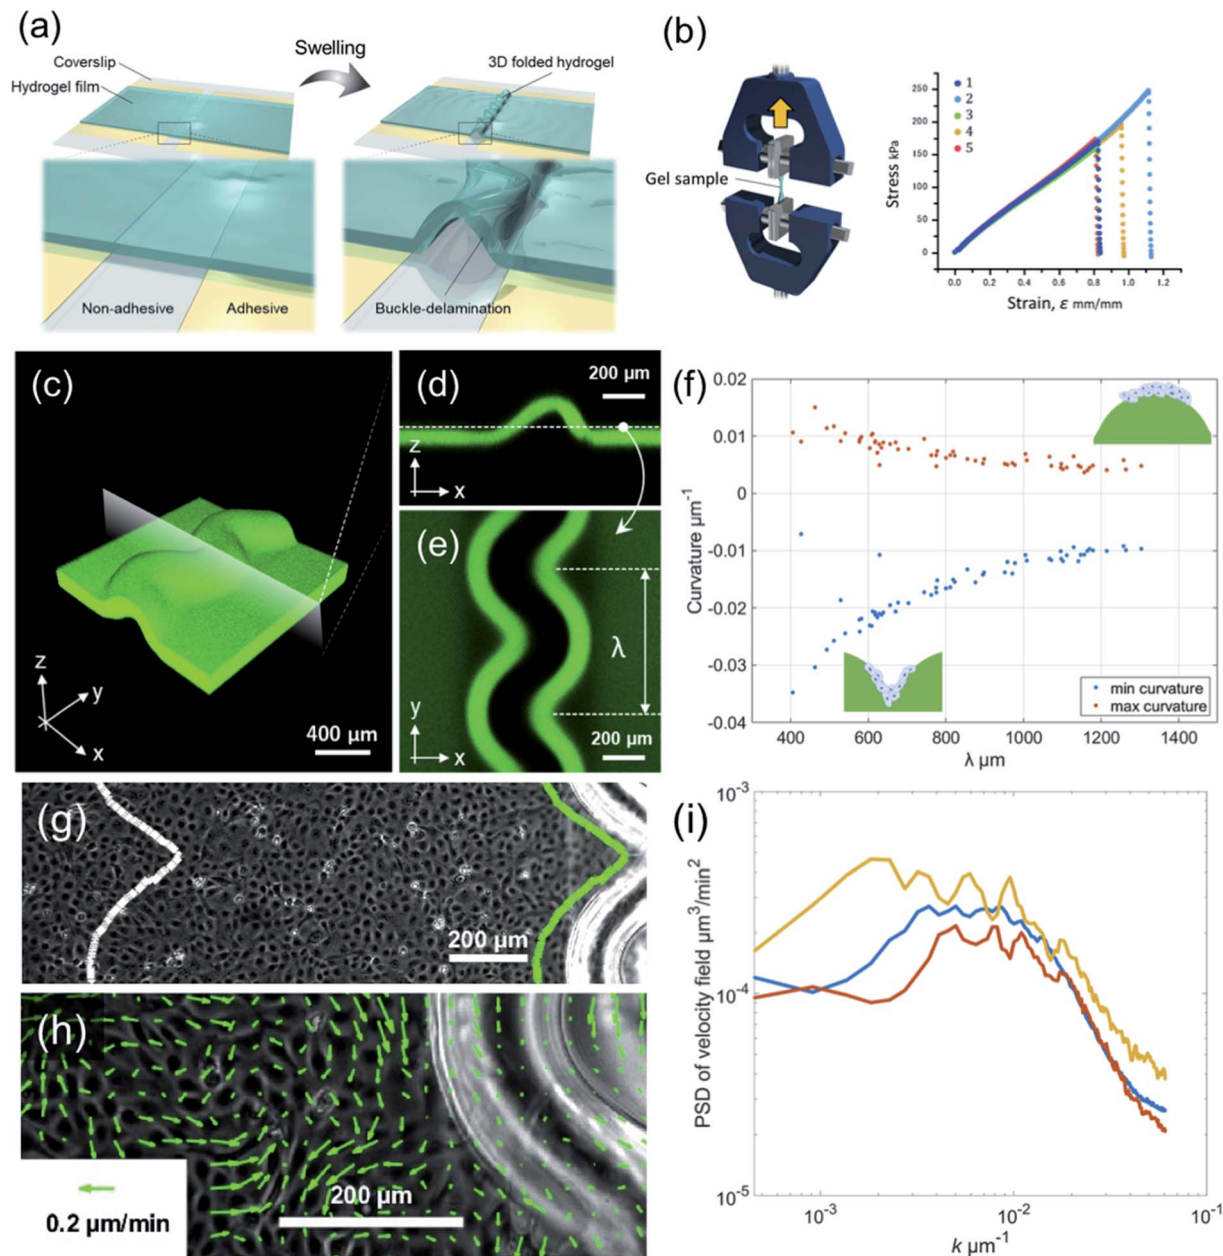 (a)
Swelling
Coverslip
Hydrogel film
3D folded hydrogel
Non-adhesive
Adhesive
Buckle-delamination
(b)
Gel sample
Stress kPa
250
200
150
100
50
0
1
2
3
4
5
0.0 0.2 0.4 0.6 0.8 1.0 1.2
Strain, ε mm/mm
(c)
z
y
x
400 μm
(d)
200 μm
z
x
(e)
λ
y
x
200 μm
(f)
Curvature μm-1
0.02
0.01
0
-0.01
-0.02
-0.03
-0.04
min curvature
max curvature
400 600 800 1000 1200 1400
λ μm
(g)
200 μm
(h)
0.2 μm/min
200 μm
(i)
PSD of velocity field μm3/min2
10-3
10-4
10-5
10-3 10-2 10-1
k μm-1